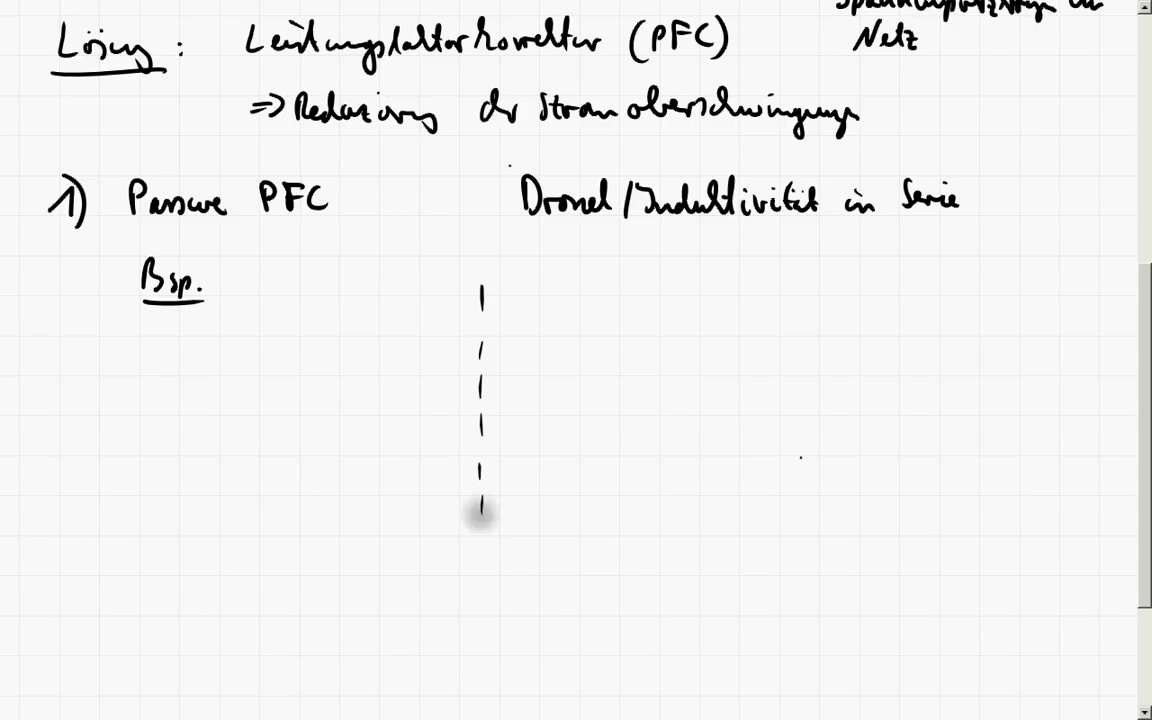 Netz
Lösung : Leistungsfaktorkorrektur (PFC)
⇒ Reduzierung der Stromoberschwingungen
1) Passive PFC Drossel/Induktivität in Serie
Bsp.